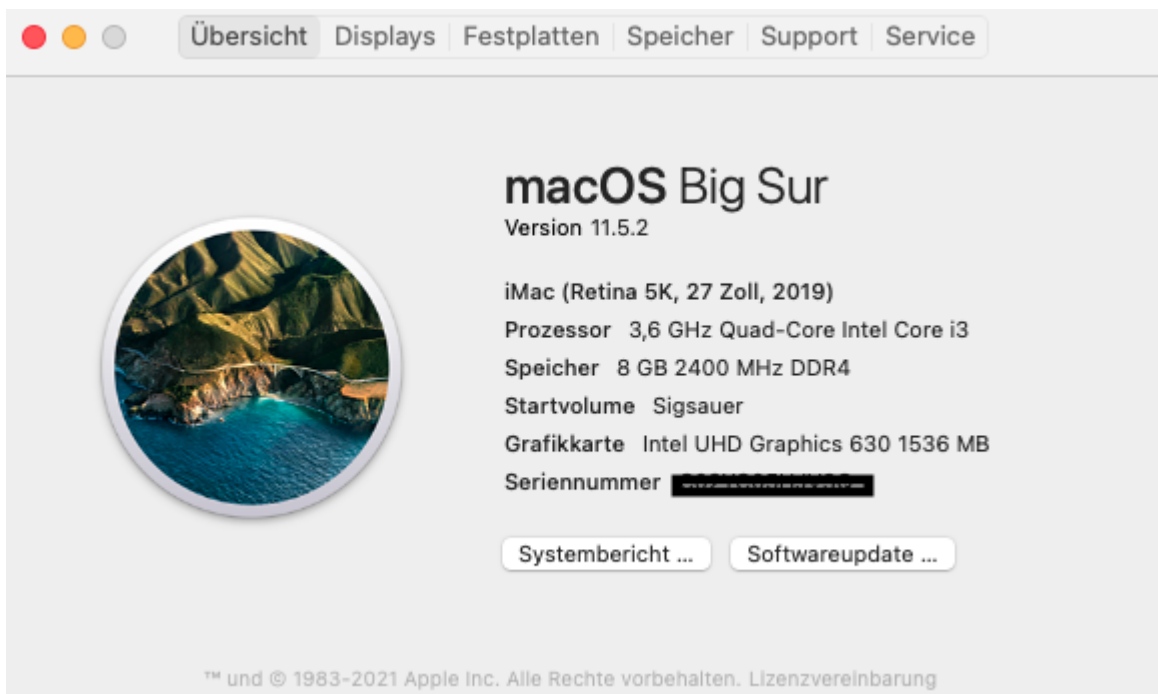 Übersicht Displays Festplatten Speicher Support Service
macOS Big Sur
Version 11.5.2
iMac (Retina 5K, 27 Zoll, 2019)
Prozessor 3,6 GHz Quad-Core Intel Core i3
Speicher 8 GB 2400 MHz DDR4
Startvolume Sigsauer
Grafikkarte Intel UHD Graphics 630 1536 MB
Seriennummer
Systembericht ... Softwareupdate ...
™ und © 1983-2021 Apple Inc. Alle Rechte vorbehalten. Lizenzvereinbarung